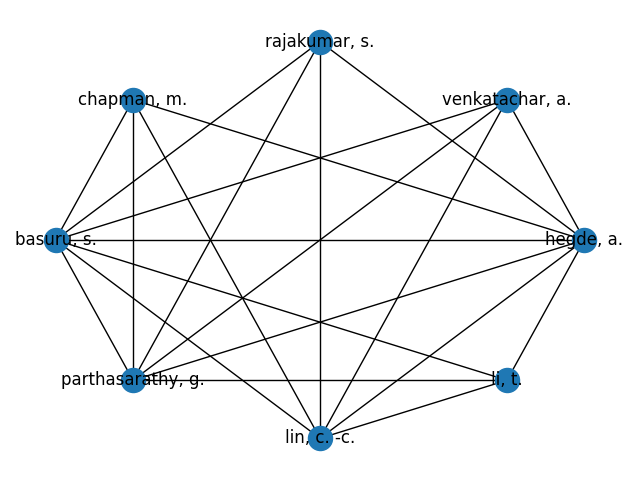 rajakumar, s.
chapman, m.
venkatachar, a.
basuru, s.
hegde, a.
parthasarathy, g.
li, t.
lin, c. -c.